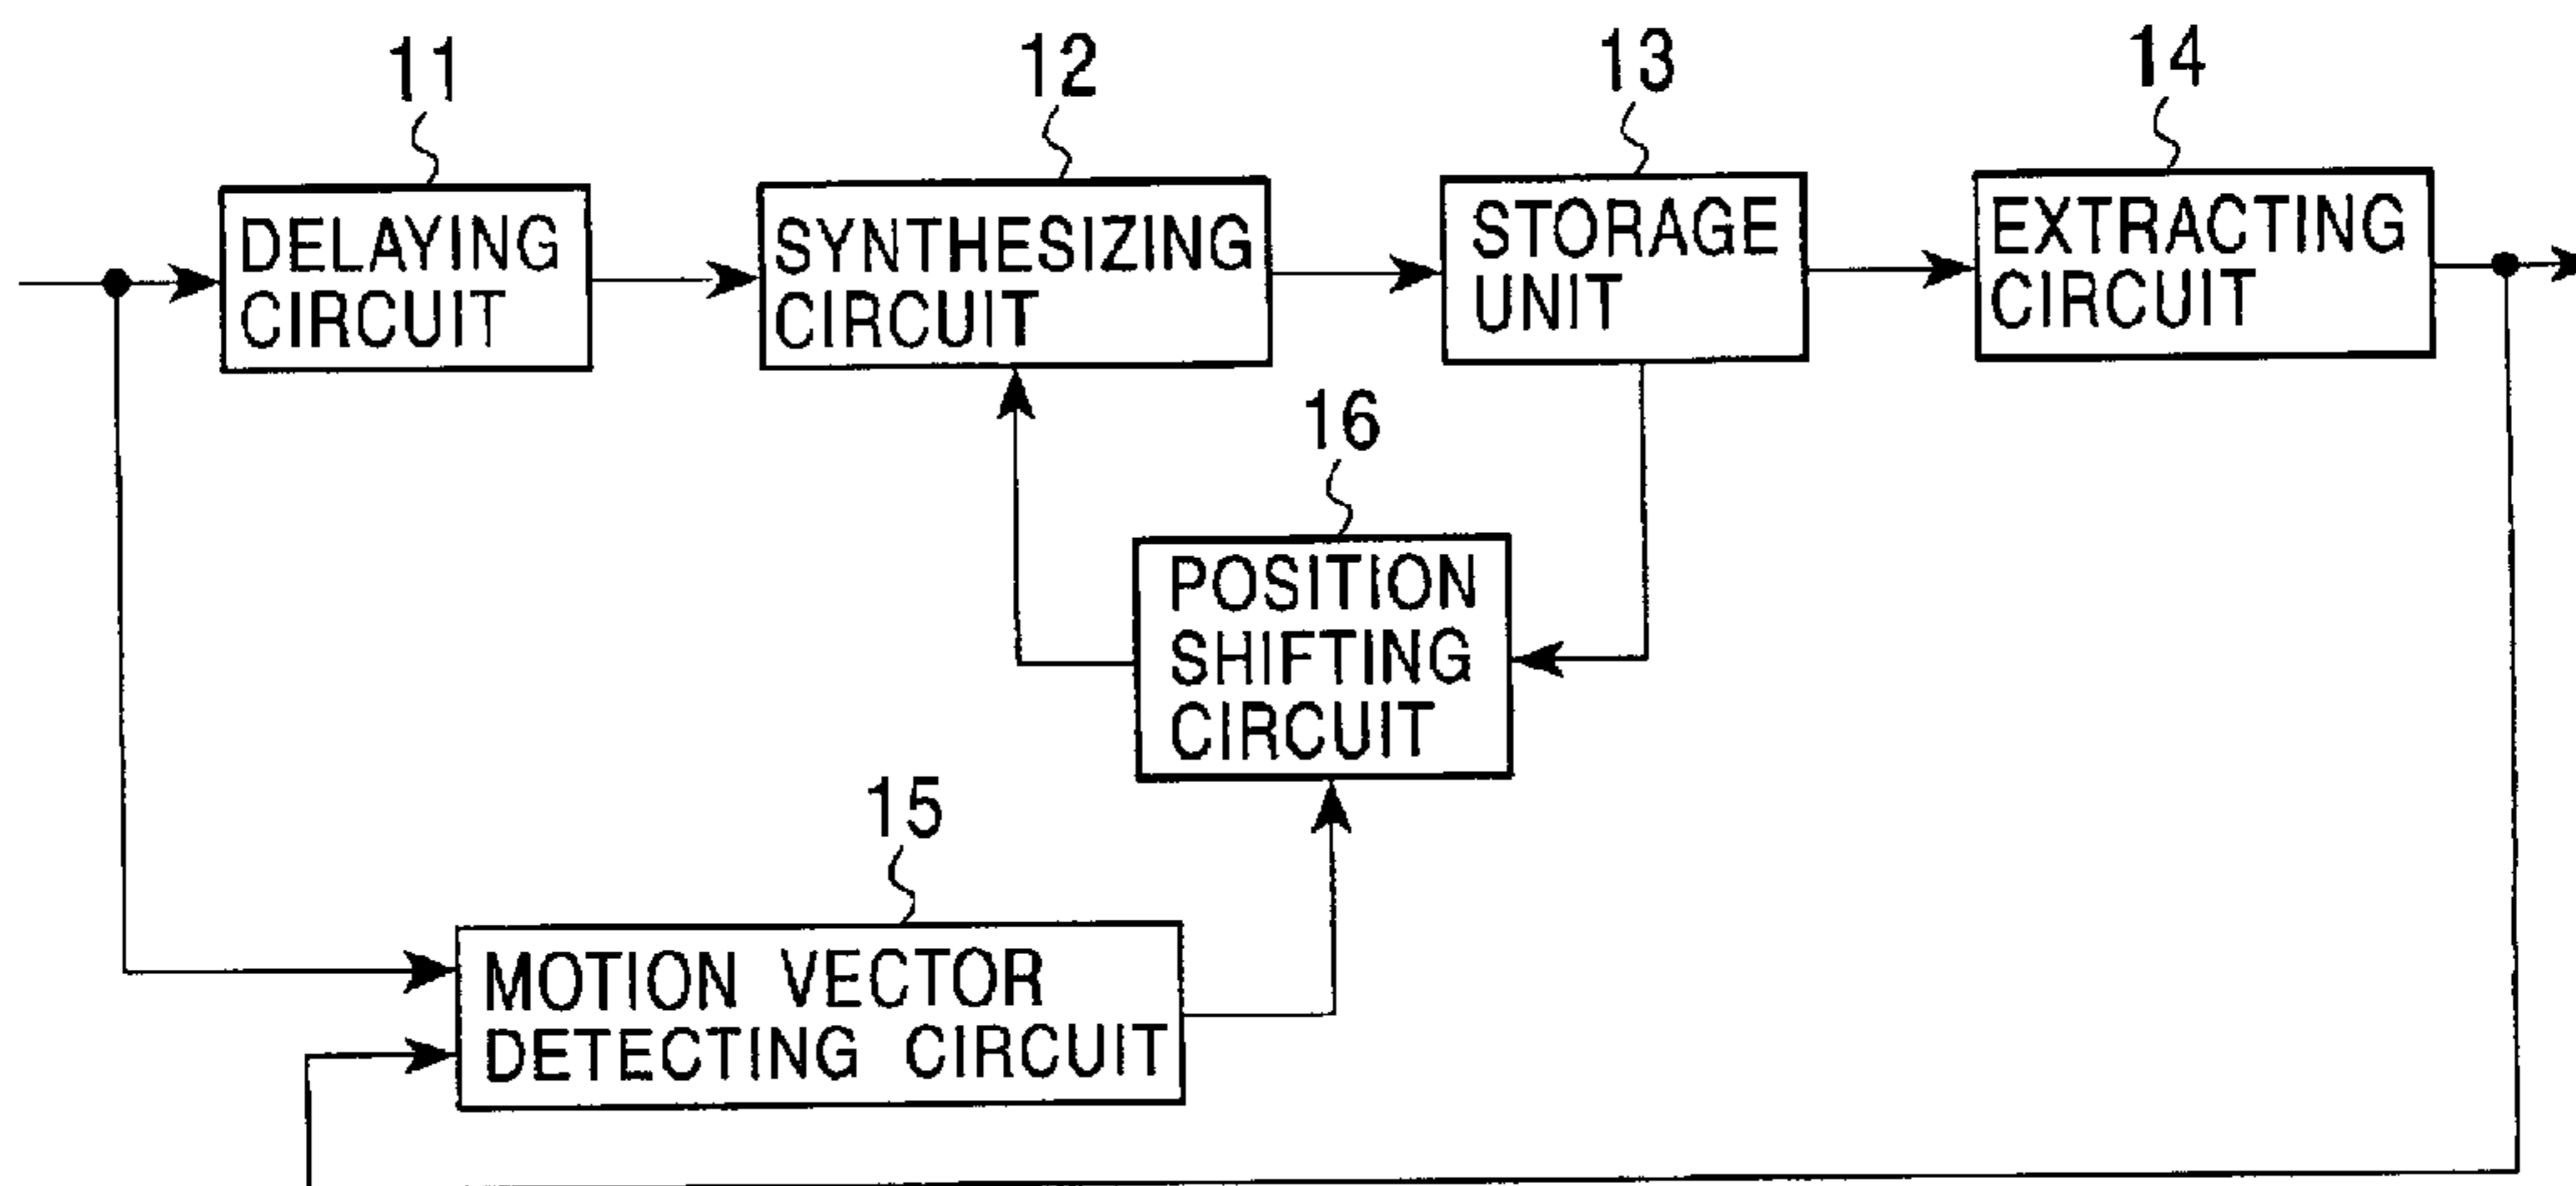 11
12
13
14
DELAYING
CIRCUIT
SYNTHESIZING
CIRCUIT
STORAGE
UNIT
EXTRACTING
CIRCUIT
16
POSITION
SHIFTING
CIRCUIT
15
MOTION VECTOR
DETECTING CIRCUIT